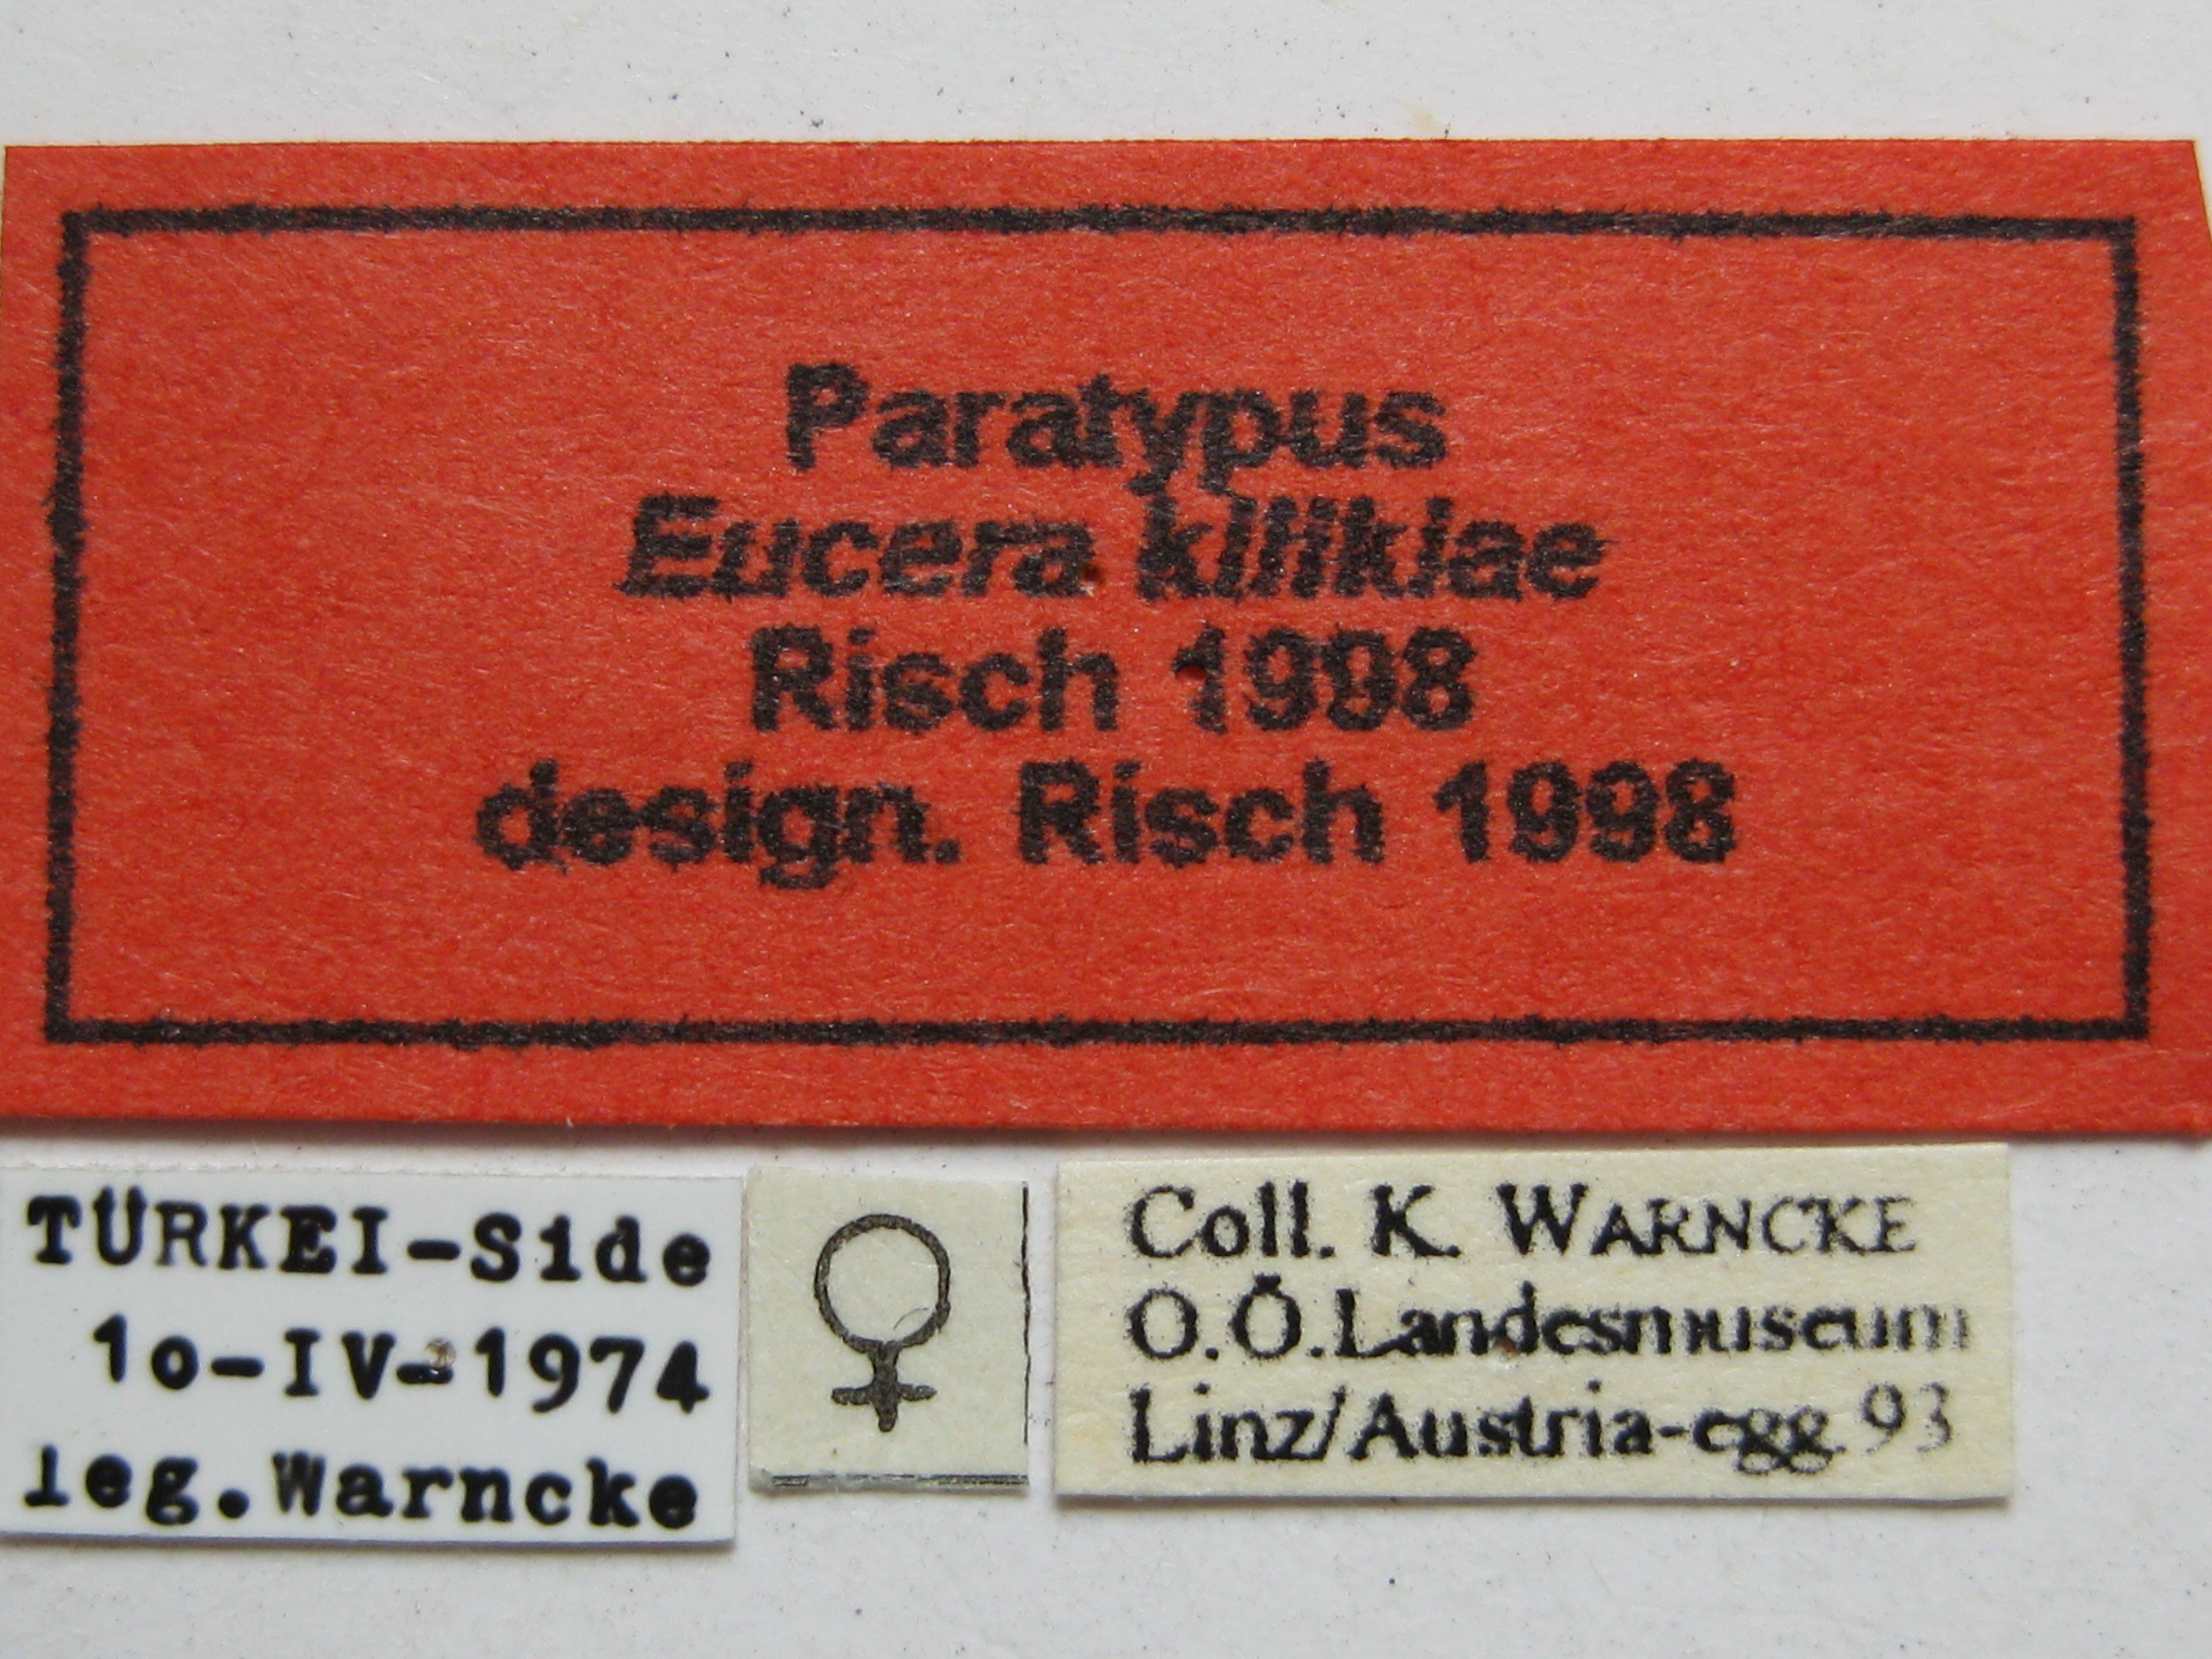 Paratypus
Eucera kilikiae
Risch 1998
design. Risch 1998
TÜRKEI-Side
1o-IV-1974
leg.Warncke
♀
Coll. K. WARNCKE
O.Ö.Landesmuseum
Linz/Austria-egg.93